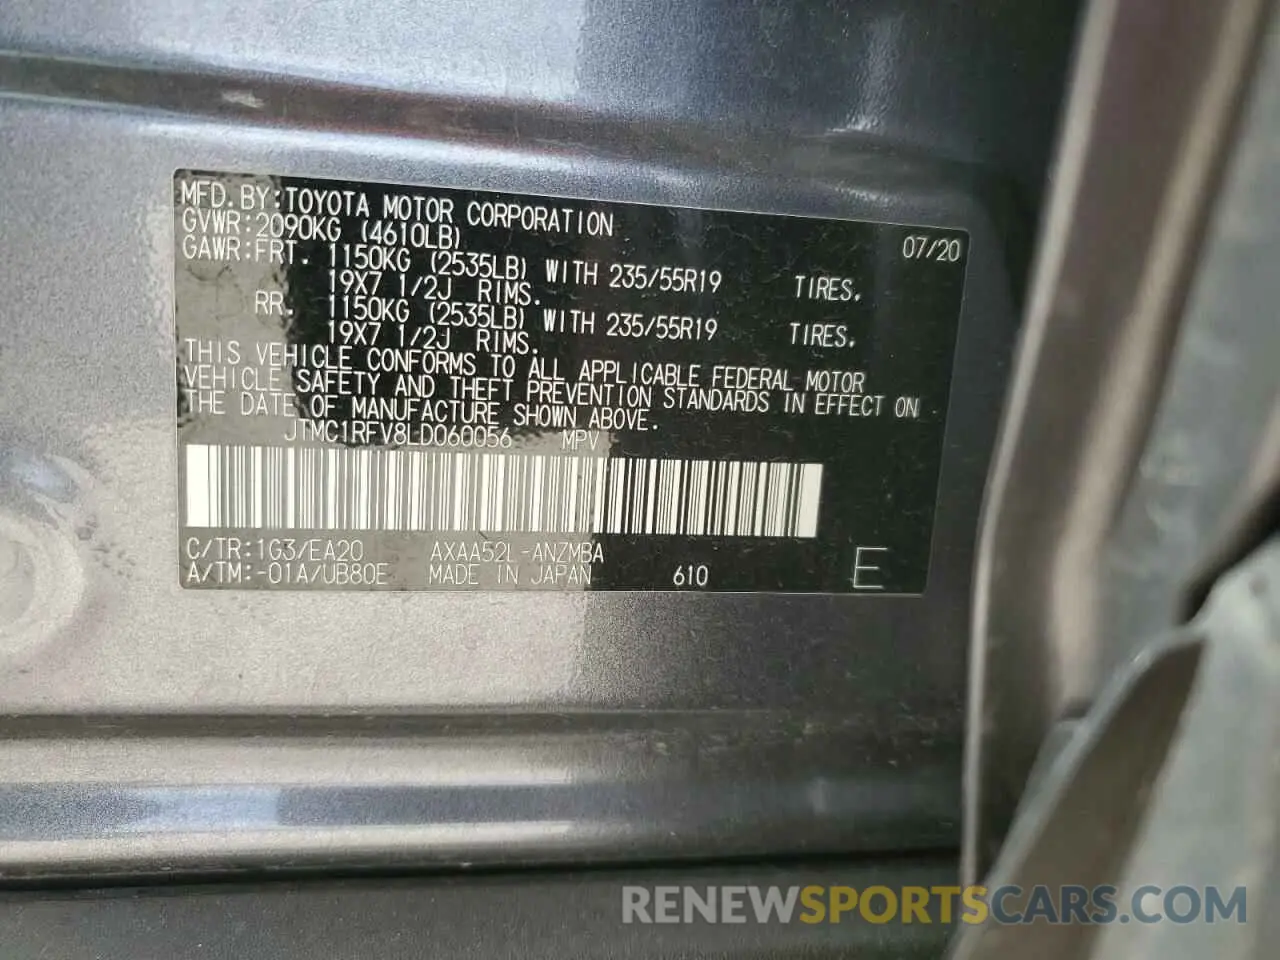 MFD. BY:TOYOTA MOTOR CORPORATION 07/20
GVWR:2090KG (4610LB)
GAWR:FRT. 1150KG (2535LB) WITH 235/55R19 TIRES,
19X7 1/2J RIMS.
RR. 1150KG (2535LB) WITH 235/55R19 TIRES,
19X7 1/2J RIMS.
THIS VEHICLE CONFORMS TO ALL APPLICABLE FEDERAL MOTOR
VEHICLE SAFETY AND THEFT PREVENTION STANDARDS IN EFFECT ON
THE DATE OF MANUFACTURE SHOWN ABOVE.
JTMC1RFV8LD060056 MPV
C/TR:1G3/EA20 AXAA52L-ANZMBA
A/TM:-01A/UB80E MADE IN JAPAN 610 E
RENEWSPORTSCARS.COM